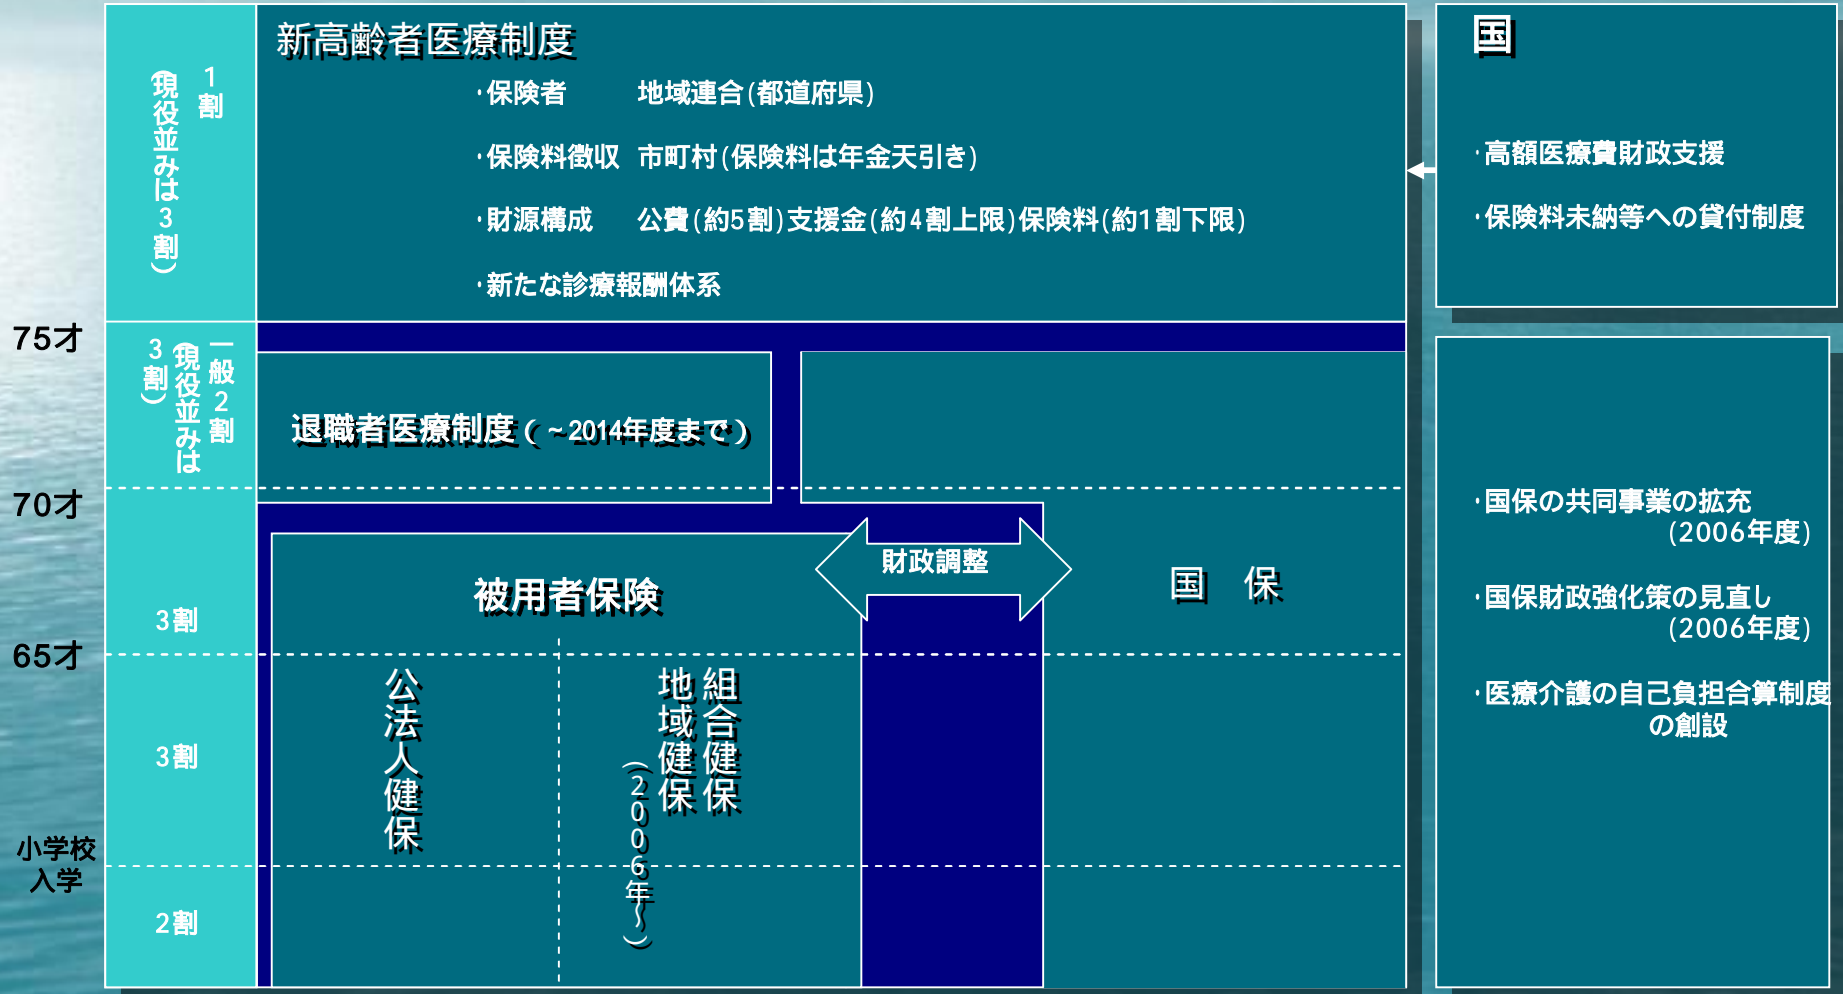 新高齢者医療制度
1割
(現役並みは3割)
・保険者 地域連合(都道府県)
・保険料徴収 市町村(保険料は年金天引き)
・財源構成 公費(約5割)支援金(約4割上限)保険料(約1割下限)
・新たな診療報酬体系
国
・高額医療費財政支援
・保険料未納等への貸付制度
75才
一般2割
(現役並みは
3割)
退職者医療制度(~2014年度まで)
70才
3割
被用者保険
財政調整
国 保
65才
3割
公法人健保
組合健保
地域健保
(2006年~)
小学校
入学
2割
・国保の共同事業の拡充
(2006年度)
・国保財政強化策の見直し
(2006年度)
・医療介護の自己負担合算制度
の創設